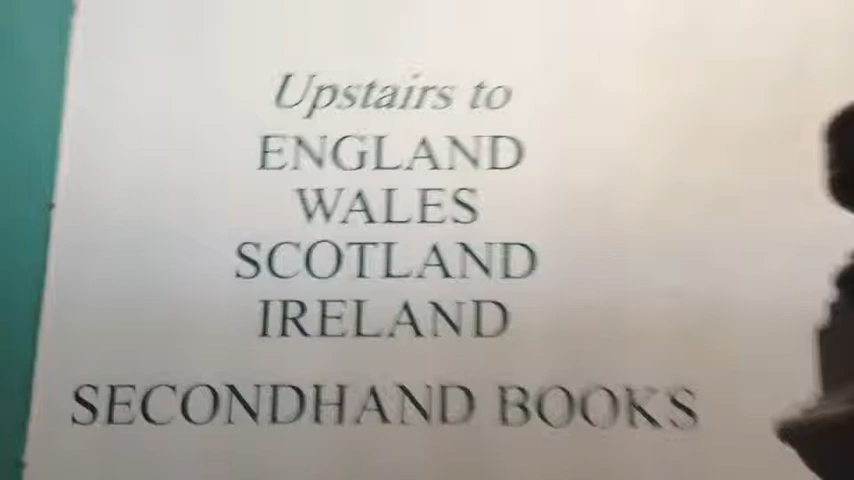 Upstairs to
ENGLAND
WALES
SCOTLAND
IRELAND
SECONDHAND BOOKS